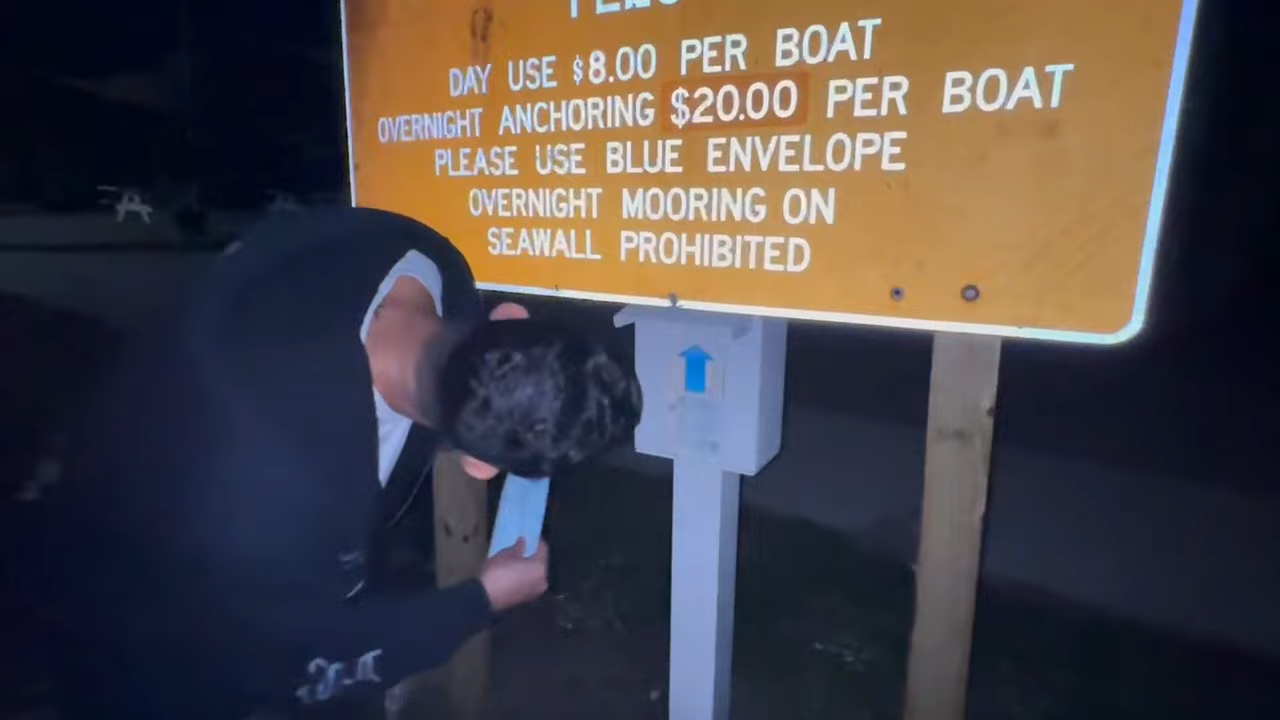 DAY USE $8.00 PER BOAT
OVERNIGHT ANCHORING $20.00 PER BOAT
PLEASE USE BLUE ENVELOPE
OVERNIGHT MOORING ON
SEAWALL PROHIBITED